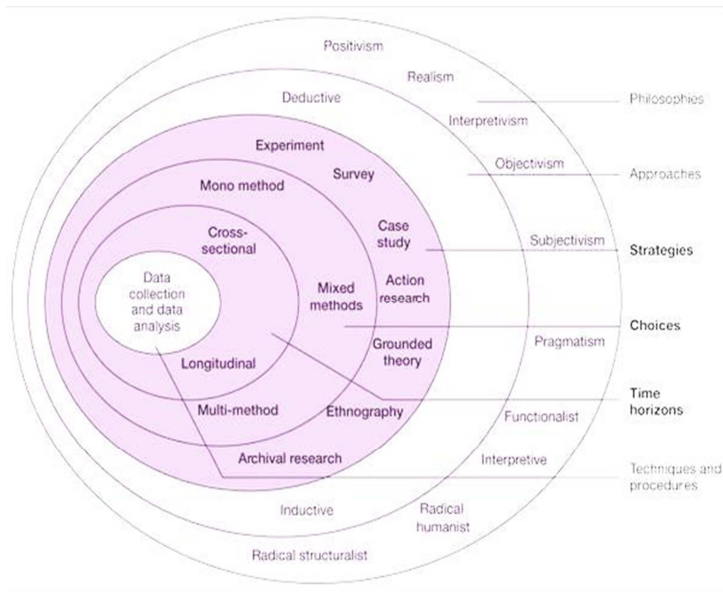 Positivism
Realism
Deductive
Philosophies
Interpretivism
Experiment
Objectivism
Survey
Approaches
Mono method
Case
study
Cross-
sectional
Subjectivism
Strategies
Data
collection
and data
analysis
Mixed
methods
Action
research
Choices
Pragmatism
Grounded
theory
Longitudinal
Time
horizons
Multi-method
Ethnography
Functionalist
Archival research
Interpretive
Techniques and
procedures
Inductive
Radical
humanist
Radical structuralist